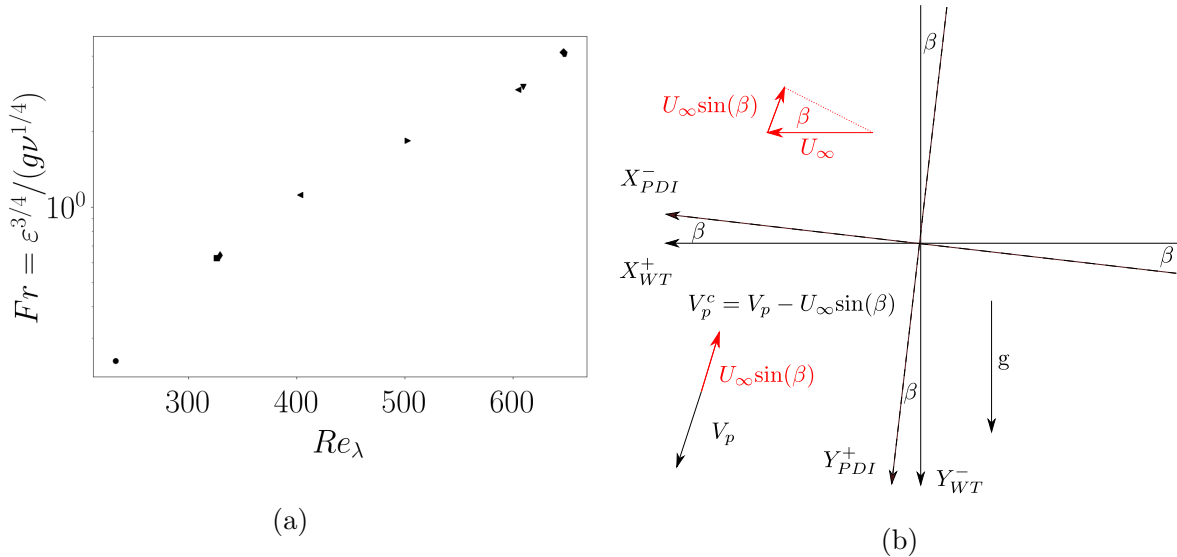 Fr = ε^{3/4}/(gν^{1/4})
10^0
300 400 500 600
Re_λ
(a)
β
β
U_∞sin(β)
β
U_∞
X^-_{PDI}
β
β
X^+_{WT}
V^c_p = V_p − U_∞sin(β)
U_∞sin(β)
g
β
V_p
Y^+_{PDI}
Y^-_{WT}
(b)